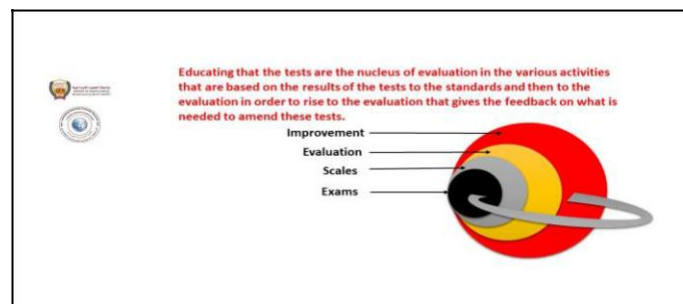 Educating that the tests are the nucleus of evaluation in the various activities
that are based on the results of the tests to the standards and then to the
evaluation in order to rise to the evaluation that gives the feedback on what is
needed to amend these tests.
Improvement
Evaluation
Scales
Exams